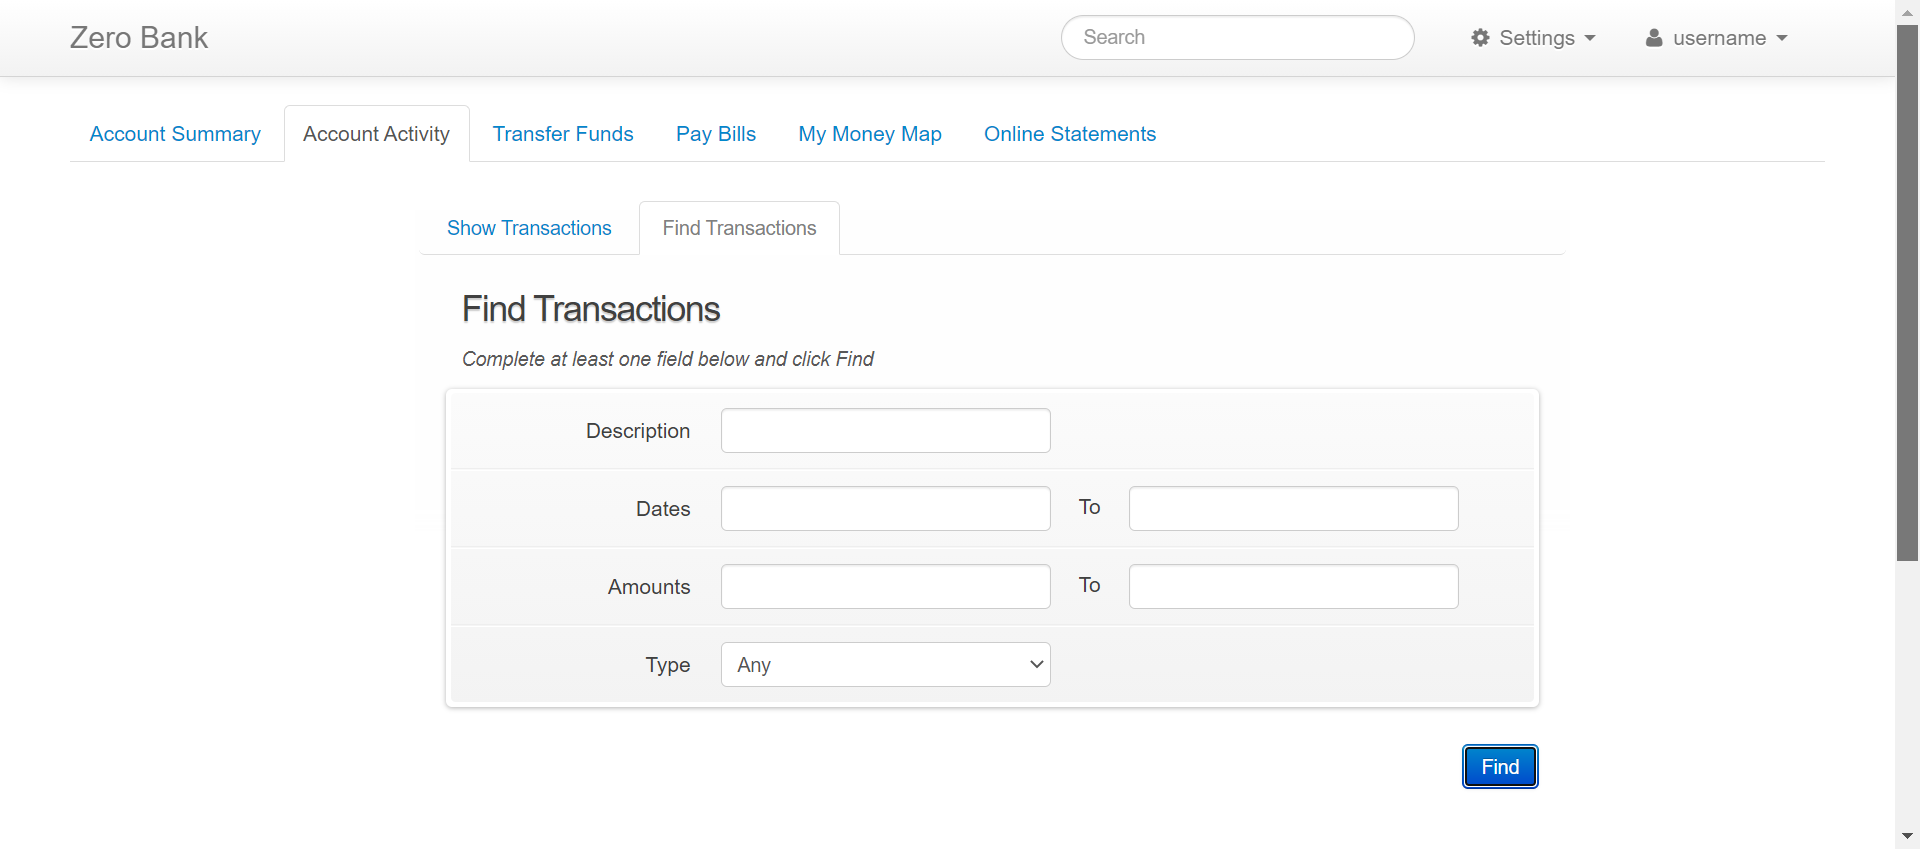 Zero Bank
Search
Settings
username
Account Summary
Account Activity
Transfer Funds
Pay Bills
My Money Map
Online Statements
Show Transactions
Find Transactions
Find Transactions
Complete at least one field below and click Find
Description
Dates
To
Amounts
To
Type
Any
Find